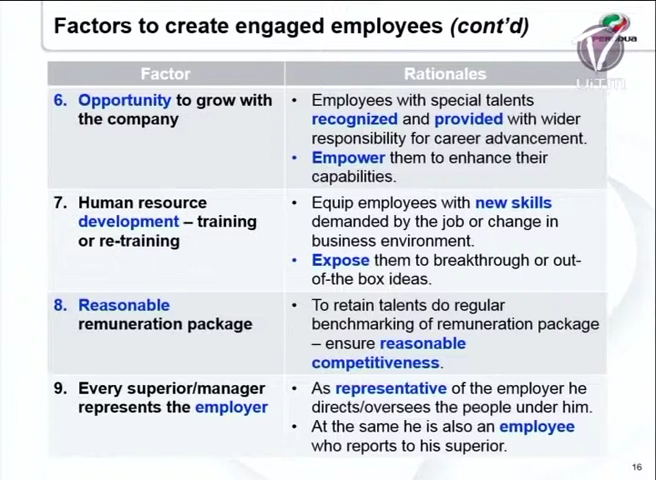 Factors to create engaged employees (cont'd)
PERODUA
UiTM
Factor
Rationales
6. Opportunity to grow with
the company
• Employees with special talents
recognized and provided with wider
responsibility for career advancement.
• Empower them to enhance their
capabilities.
7. Human resource
development – training
or re-training
• Equip employees with new skills
demanded by the job or change in
business environment.
• Expose them to breakthrough or out-
of-the box ideas.
8. Reasonable
remuneration package
• To retain talents do regular
benchmarking of remuneration package
– ensure reasonable
competitiveness.
9. Every superior/manager
represents the employer
• As representative of the employer he
directs/oversees the people under him.
• At the same he is also an employee
who reports to his superior.
16